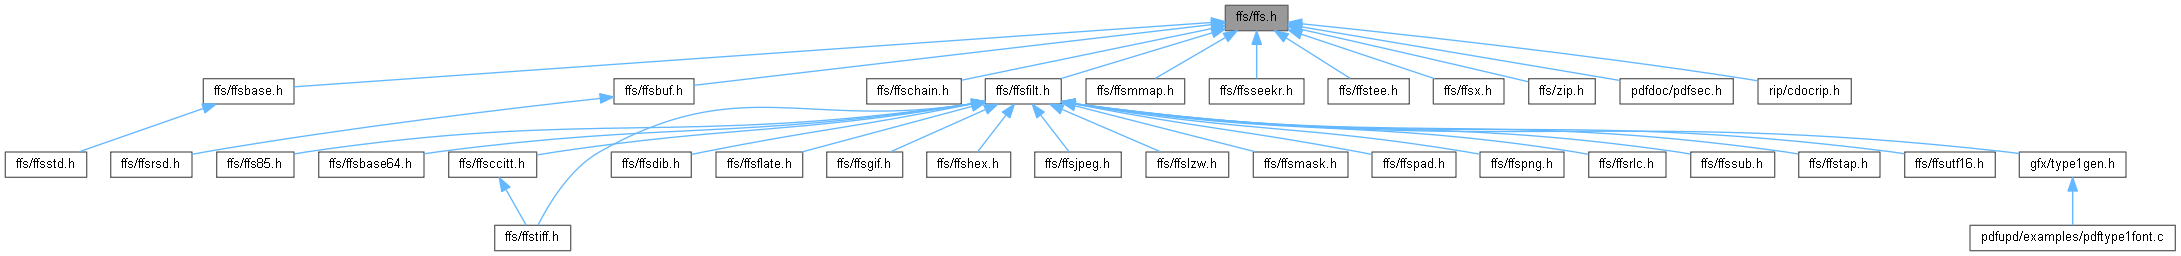 ffs/ffs.h
ffs/ffsbase.h
ffs/ffsbuf.h
ffs/ffschain.h
ffs/ffsfilt.h
ffs/ffsmmap.h
ffs/ffsseekr.h
ffs/ffstee.h
ffs/ffsx.h
ffs/zip.h
pdfdoc/pdfsec.h
rip/cdocrip.h
ffs/ffsstd.h
ffs/ffsrsd.h
ffs/ffs85.h
ffs/ffsbase64.h
ffs/ffsccitt.h
ffs/ffsdib.h
ffs/ffsflate.h
ffs/ffsgif.h
ffs/ffshex.h
ffs/ffsjpeg.h
ffs/ffslzw.h
ffs/ffsmask.h
ffs/ffspad.h
ffs/ffspng.h
ffs/ffsrlc.h
ffs/ffssub.h
ffs/ffstap.h
ffs/ffsutf16.h
gfx/type1gen.h
ffs/ffstiff.h
pdfupd/examples/pdftype1font.c